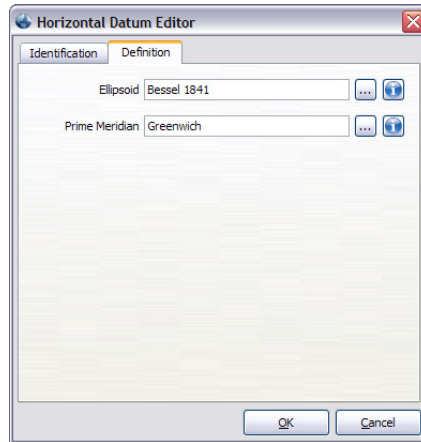 Horizontal Datum Editor
Identification Definition
Ellipsoid Bessel 1841 ...
Prime Meridian Greenwich ...
OK Cancel